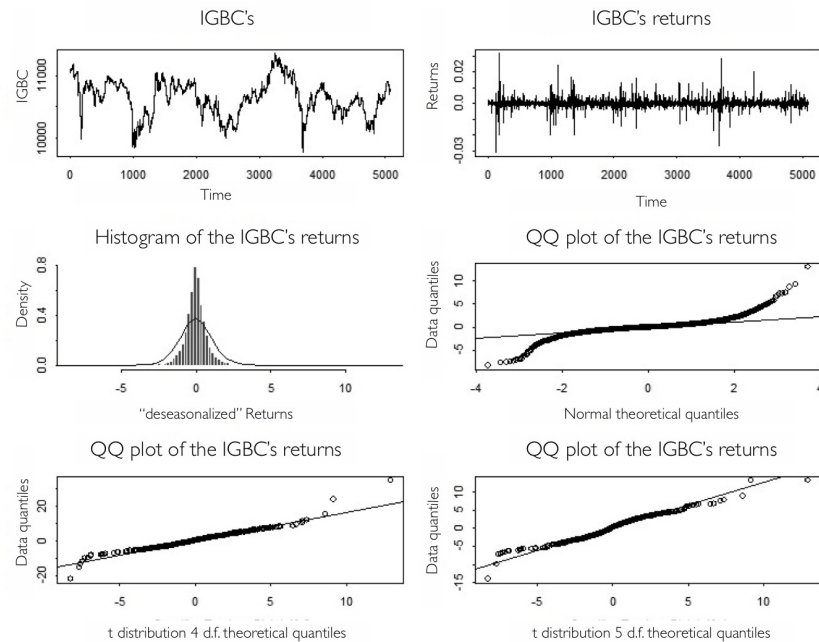 IGBC's
IGBC
11000
10000
0 1000 2000 3000 4000 5000
Time
IGBC's returns
Returns
0.02
0.0
-0.03
0 1000 2000 3000 4000 5000
Time
Histogram of the IGBC's returns
Density
0.8
0.4
0.0
-5 0 5 10
"deseasonalized" Returns
QQ plot of the IGBC's returns
Data quantiles
10
5
0
-5
-4 -2 0 2 4
Normal theoretical quantiles
QQ plot of the IGBC's returns
Data quantiles
20
0
-20
-5 0 5 10
t distribution 4 d.f. theoretical quantiles
QQ plot of the IGBC's returns
Data quantiles
10
5
0
-5
-15
-5 0 5 10
t distribution 5 d.f. theoretical quantiles